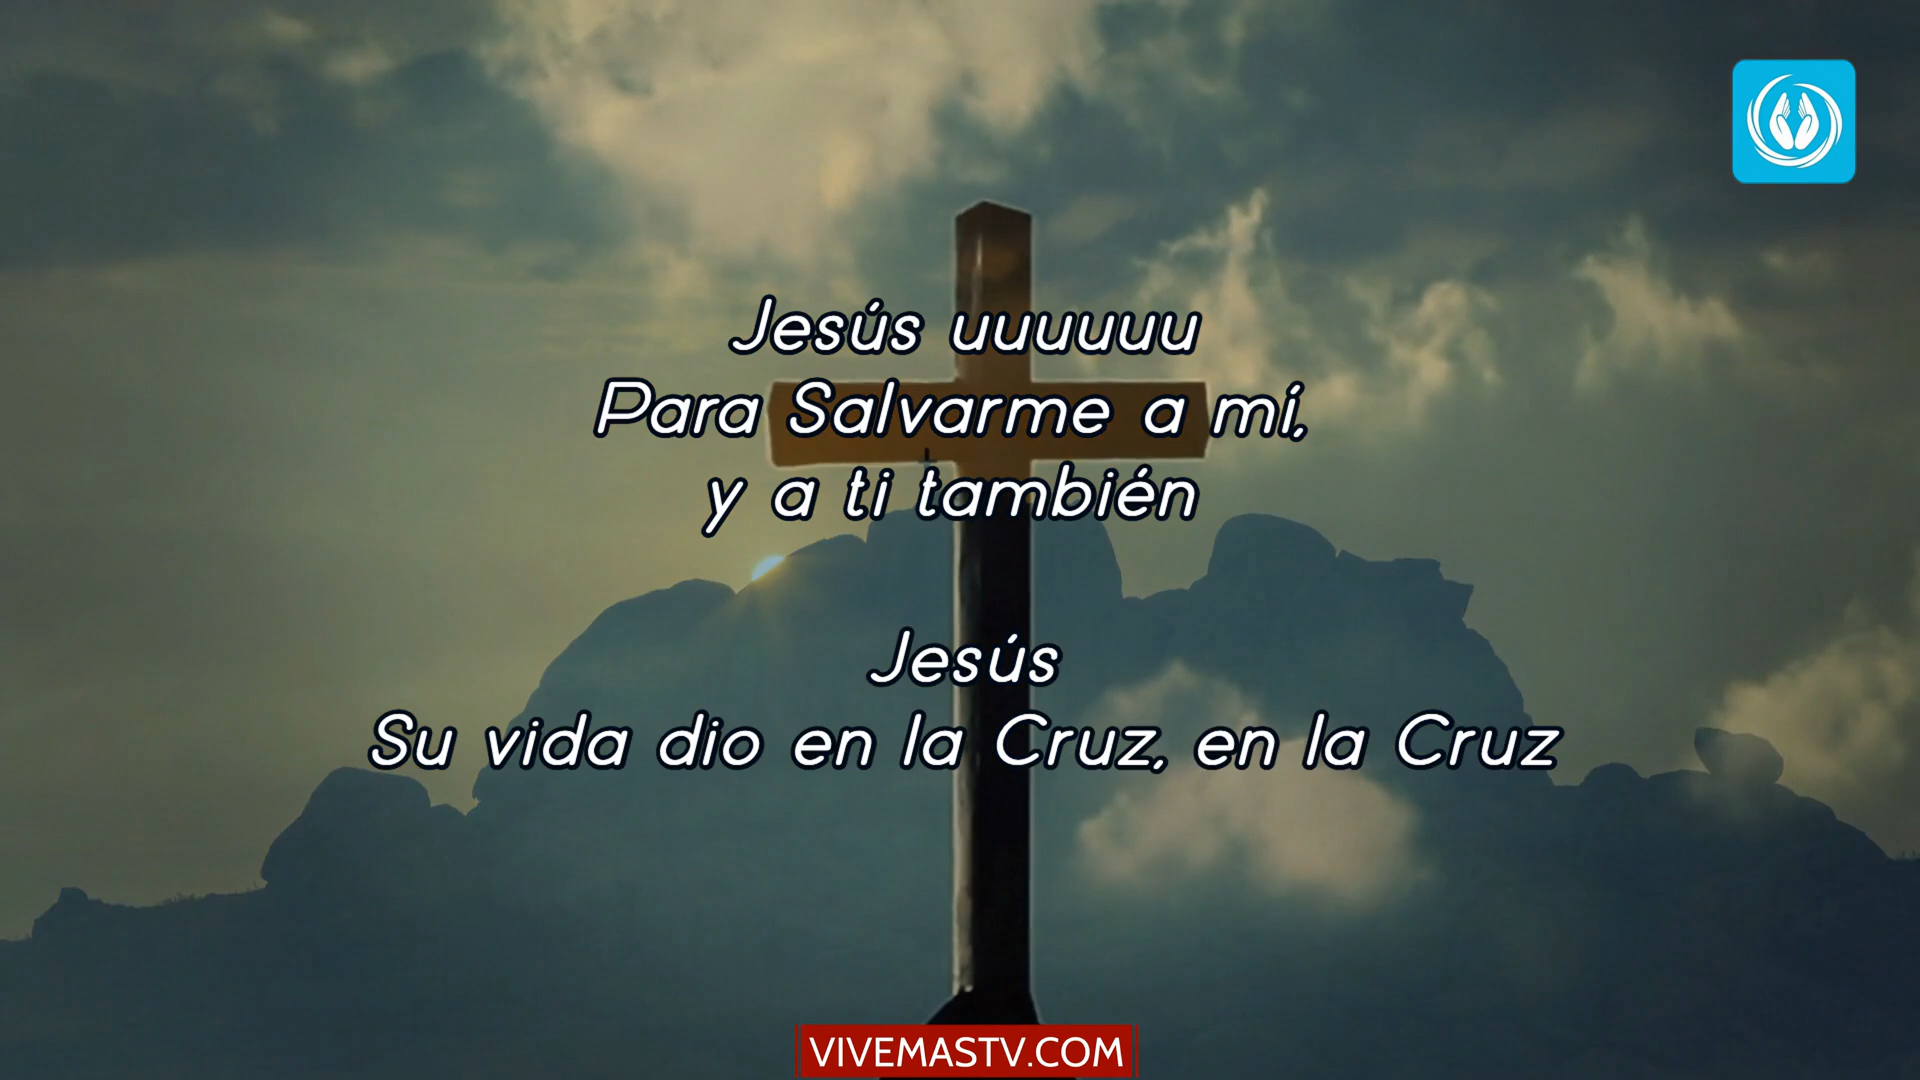 Jesús uuuuuu
Para Salvarme a mí,
y a ti también
Jesús
Su vida dio en la Cruz, en la Cruz
VIVEMASTV.COM